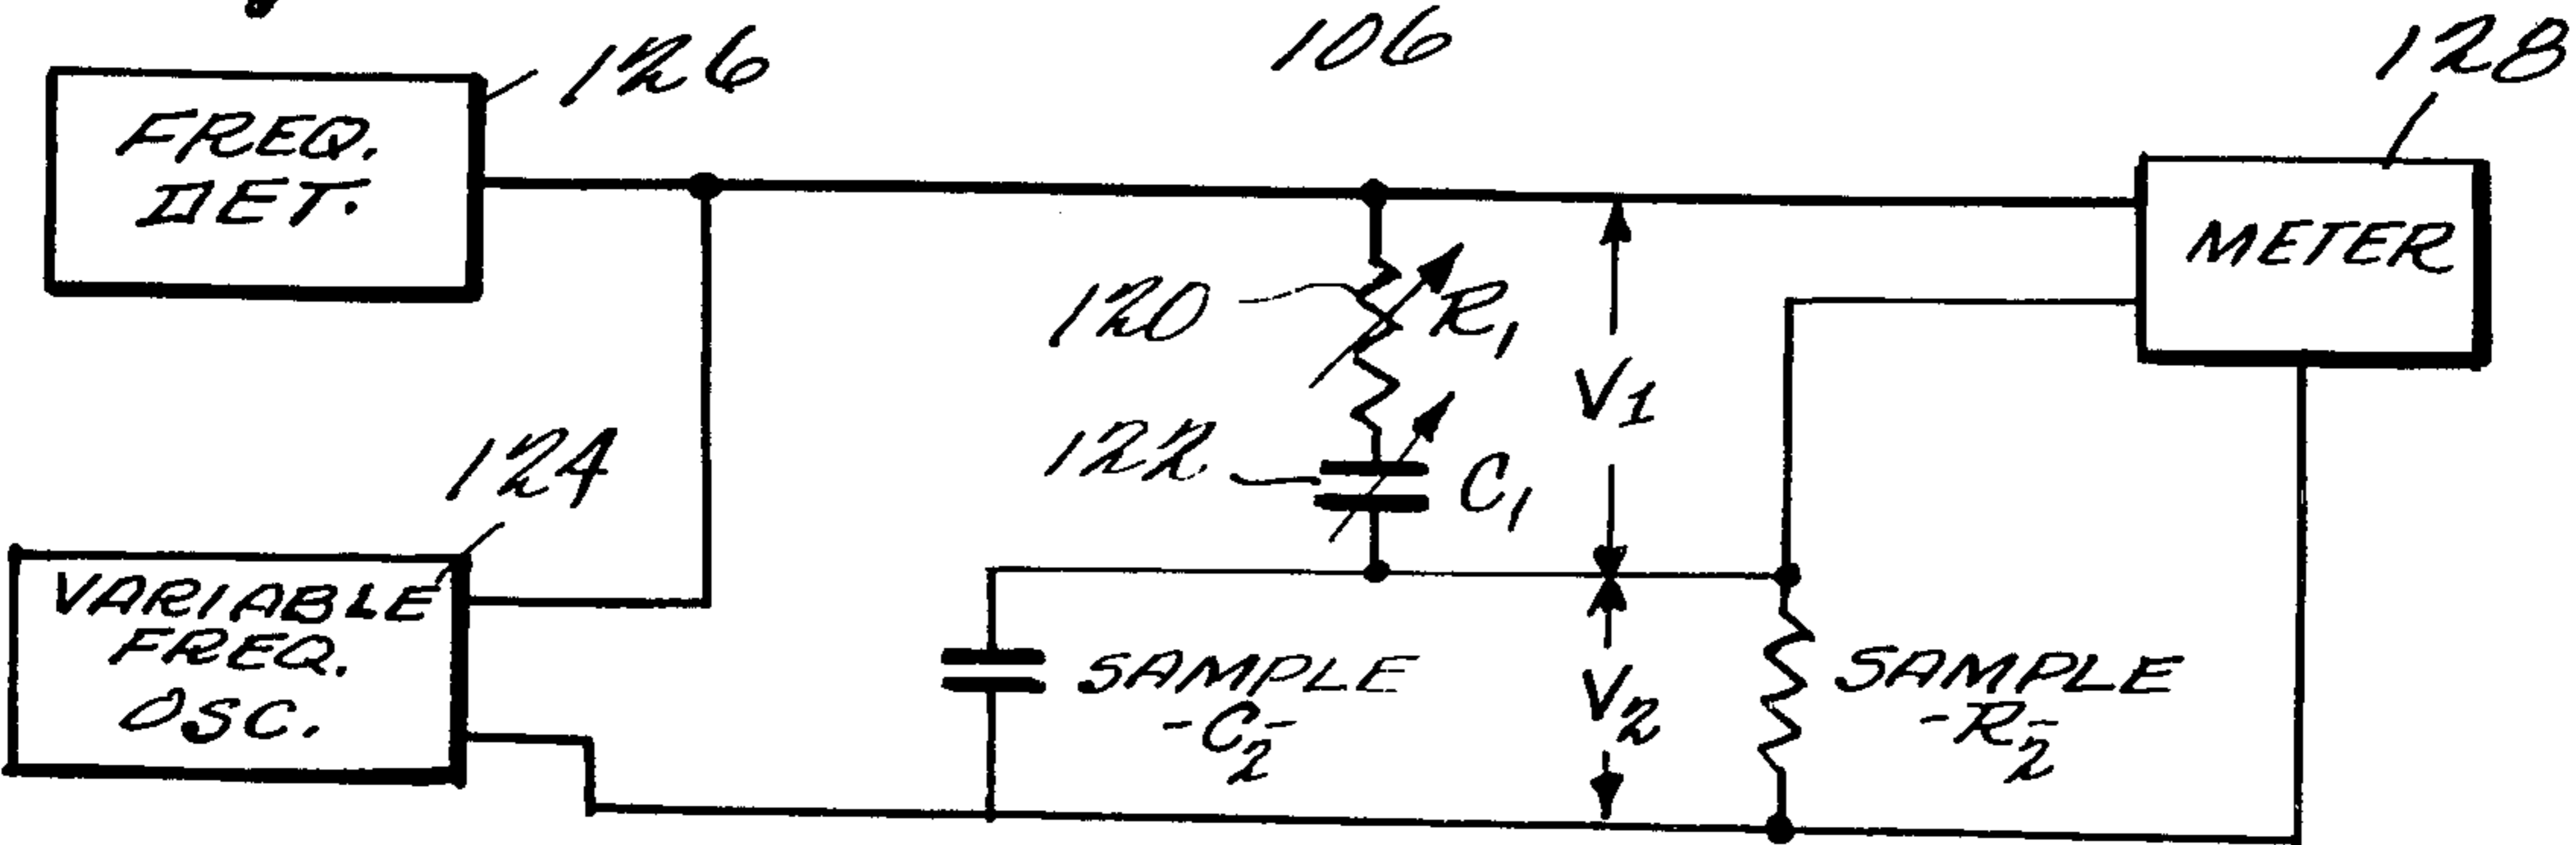 126
106
128
FREQ.
DET.
METER
120
R1
V1
122
C1
124
VARIABLE
FREQ.
OSC.
SAMPLE
-C2-
V2
SAMPLE
-R2-